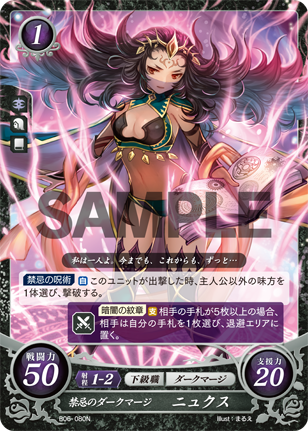 1
SAMPLE
私は一人よ。今までも、これからも、ずっと…
禁忌の呪術 自 このユニットが出撃した時、主人公以外の味方を
1体選び、撃破する。
暗闇の紋章 支 相手の手札が5枚以上の場合、
相手は自分の手札を1枚選び、退避エリアに
置く。
戦闘力 50 射程 1-2 下級職 ダークマージ 支援力 20
禁忌のダークマージ ニュクス
B06-080N Illust：まるえ